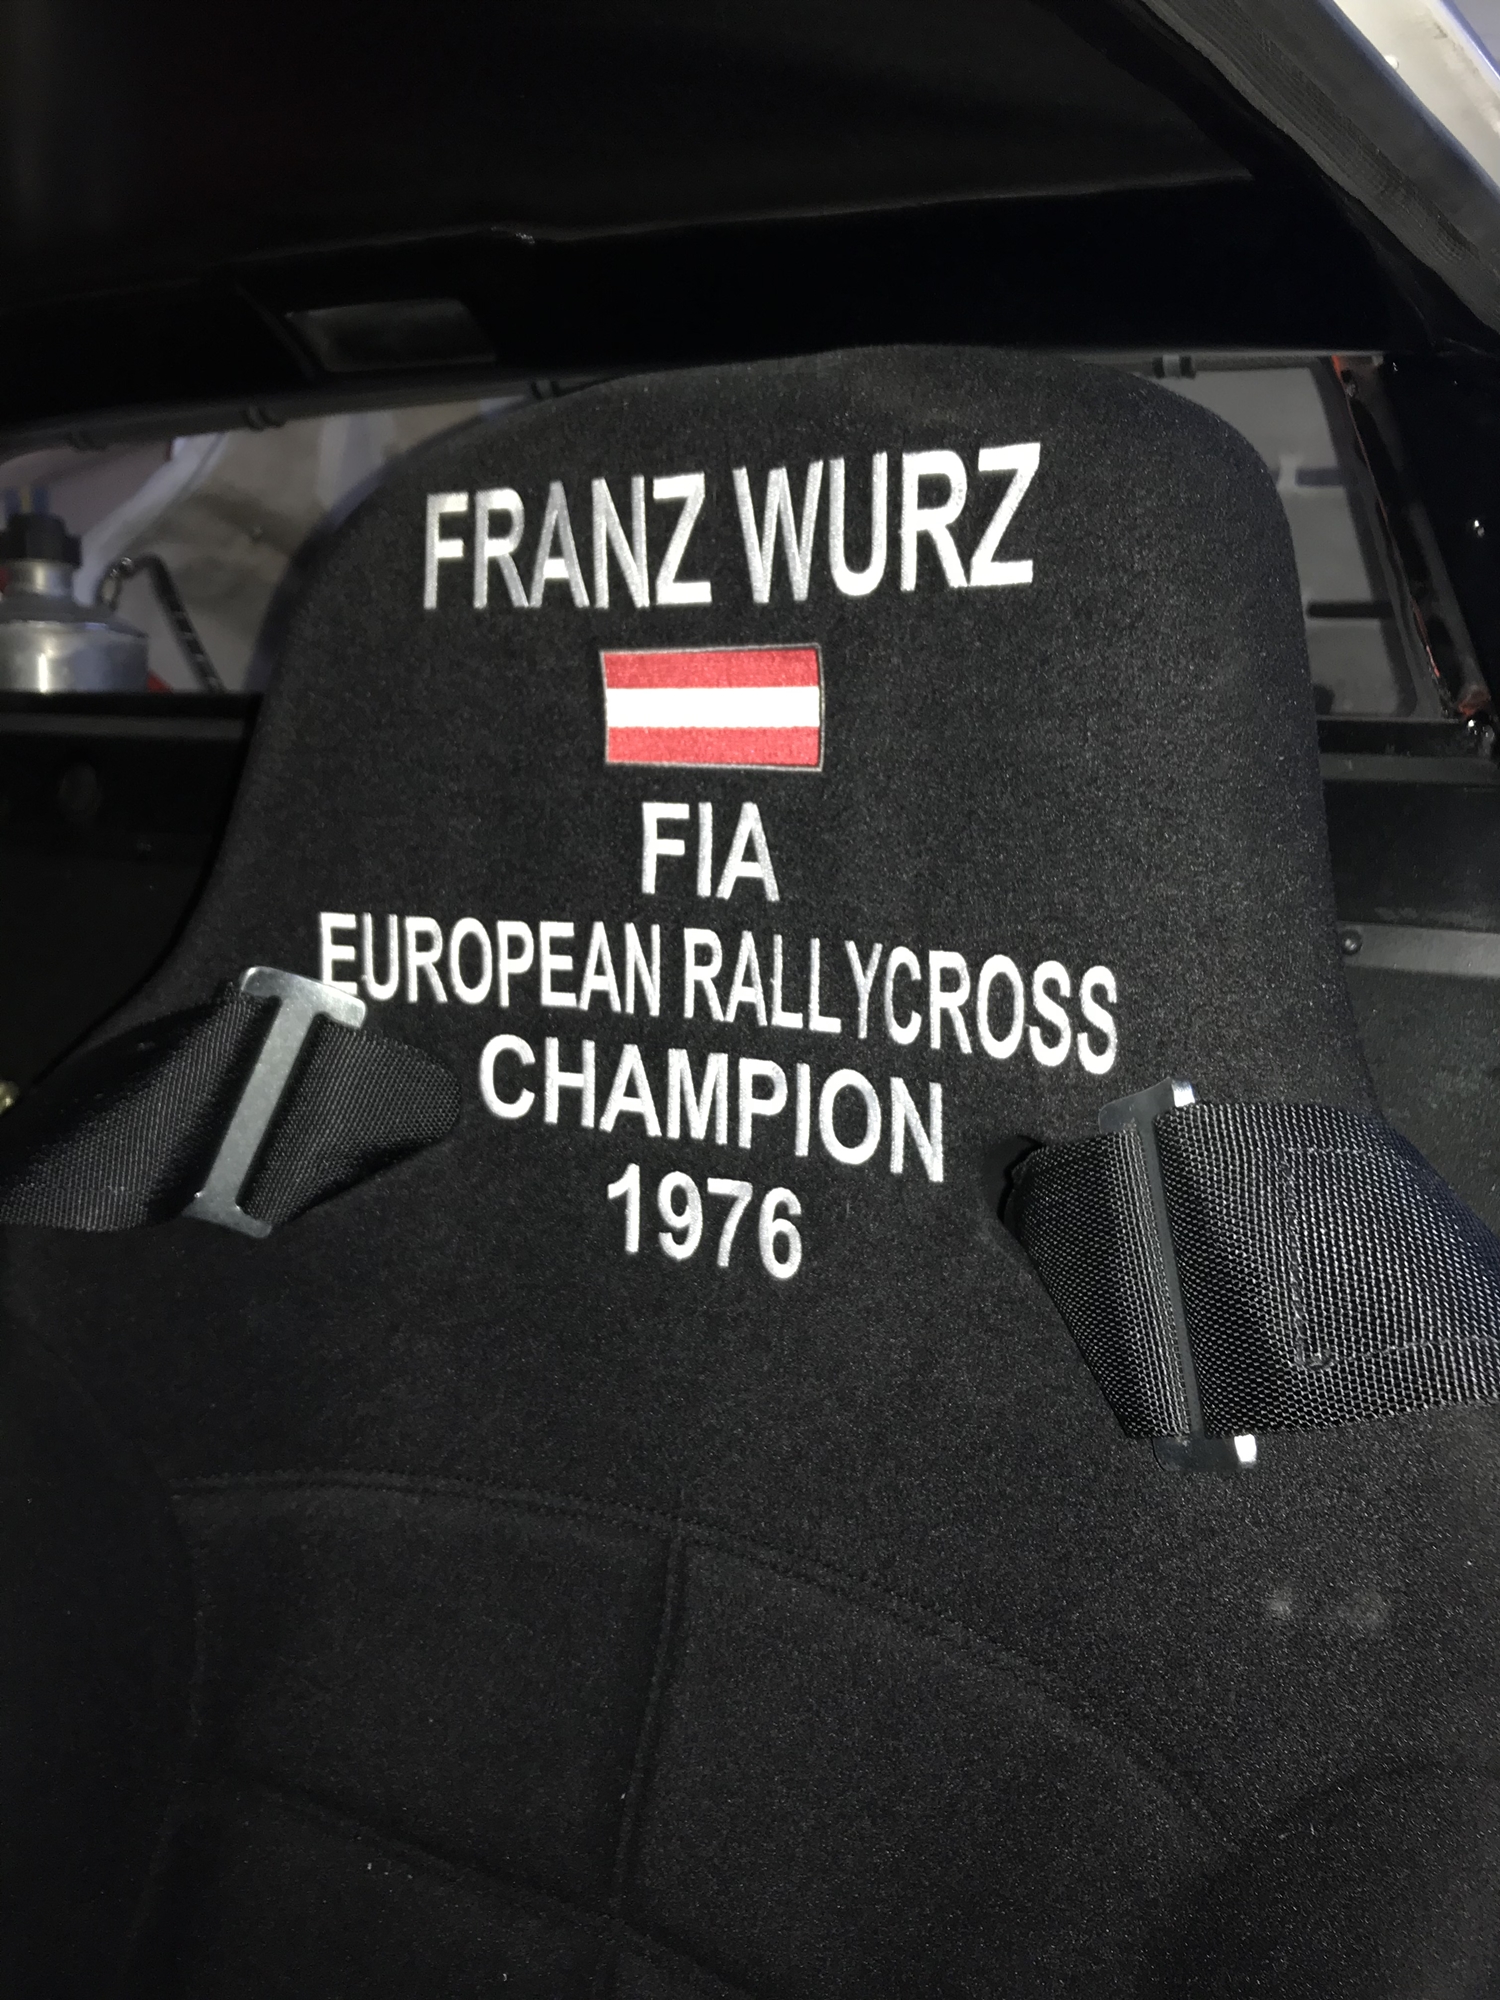 FRANZ WURZ
FIA
EUROPEAN RALLYCROSS
CHAMPION
1976